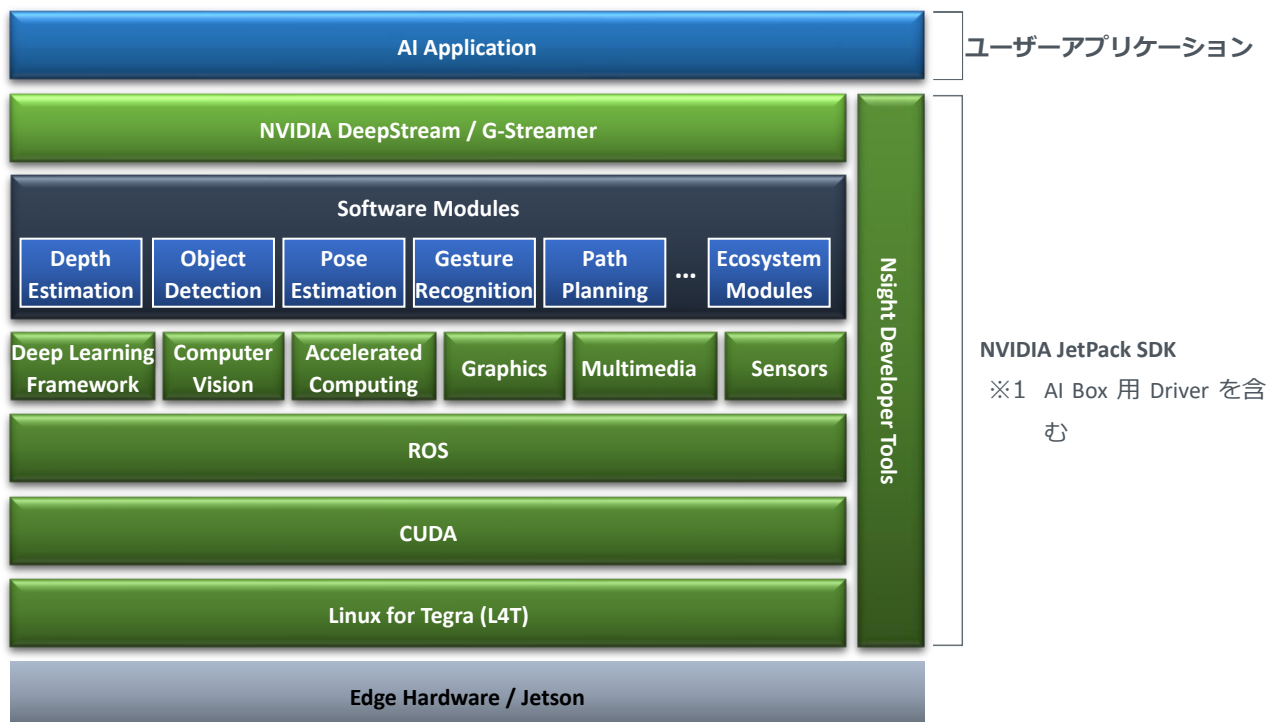 AI Application
ユーザーアプリケーション
NVIDIA DeepStream / G-Streamer
Software Modules
Depth
Estimation
Object
Detection
Pose
Estimation
Gesture
Recognition
Path
Planning
...
Ecosystem
Modules
Deep Learning
Framework
Computer
Vision
Accelerated
Computing
Graphics
Multimedia
Sensors
ROS
CUDA
Linux for Tegra (L4T)
Nsight Developer Tools
NVIDIA JetPack SDK
※1 AI Box 用 Driver を含
む
Edge Hardware / Jetson